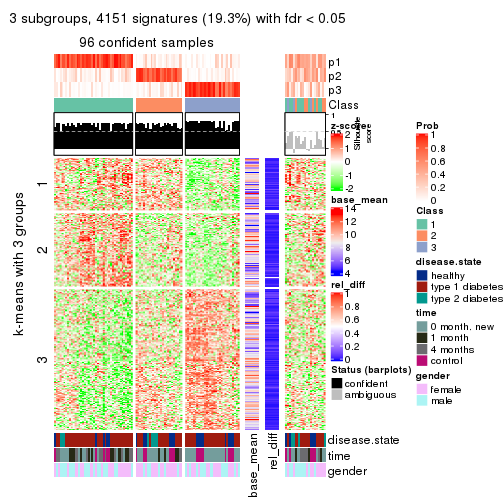 3 subgroups, 4151 signatures (19.3%) with fdr < 0.05
96 confident samples
p1
p2
p3
Class
1
0.5
0
Silhouette
score
k-means with 3 groups
1
2
3
base_mean
rel_diff
disease.state
time
gender
z-score
2
1
0
-1
-2
base_mean
14
12
10
8
6
4
rel_diff
1
0.8
0.6
0.4
0.2
0
Status (barplots)
confident
ambiguous
Prob
1
0.8
0.6
0.4
0.2
0
Class
1
2
3
disease.state
healthy
type 1 diabetes
type 2 diabetes
time
0 month, new
1 month
4 months
control
gender
female
male